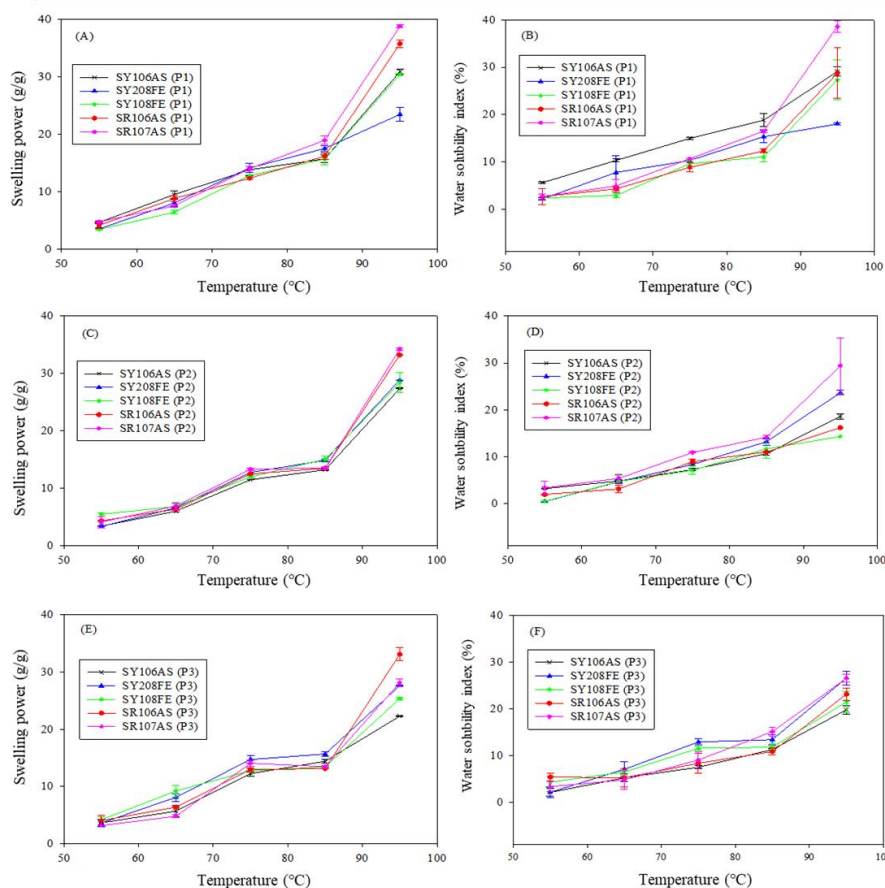 (A)
SY106AS (P1)
SY208FE (P1)
SY108FE (P1)
SR106AS (P1)
SR107AS (P1)
Swelling power (g/g)
40
30
20
10
0
50 60 70 80 90 100
Temperature (°C)
(B)
SY106AS (P1)
SY208FE (P1)
SY108FE (P1)
SR106AS (P1)
SR107AS (P1)
Water solubility index (%)
40
30
20
10
0
50 60 70 80 90 100
Temperature (°C)
(C)
SY106AS (P2)
SY208FE (P2)
SY108FE (P2)
SR106AS (P2)
SR107AS (P2)
Swelling power (g/g)
40
30
20
10
0
50 60 70 80 90 100
Temperature (°C)
(D)
SY106AS (P2)
SY208FE (P2)
SY108FE (P2)
SR106AS (P2)
SR107AS (P2)
Water solubility index (%)
40
30
20
10
0
50 60 70 80 90 100
Temperature (°C)
(E)
SY106AS (P3)
SY208FE (P3)
SY108FE (P3)
SR106AS (P3)
SR107AS (P3)
Swelling power (g/g)
40
30
20
10
0
50 60 70 80 90 100
Temperature (°C)
(F)
SY106AS (P3)
SY208FE (P3)
SY108FE (P3)
SR106AS (P3)
SR107AS (P3)
Water solubility index (%)
40
30
20
10
0
50 60 70 80 90 100
Temperature (°C)